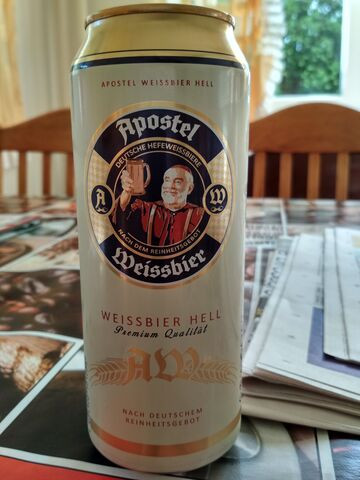 APOSTEL WEISSBIER HELL
Apostel
DEUTSCHE HEFEWEISSBIERE
A W
NACH DEM REINHEITSGEBOT
Weissbier
WEISSBIER HELL
Premium Qualität
AW
NACH DEUTSCHEM
REINHEITSGEBOT